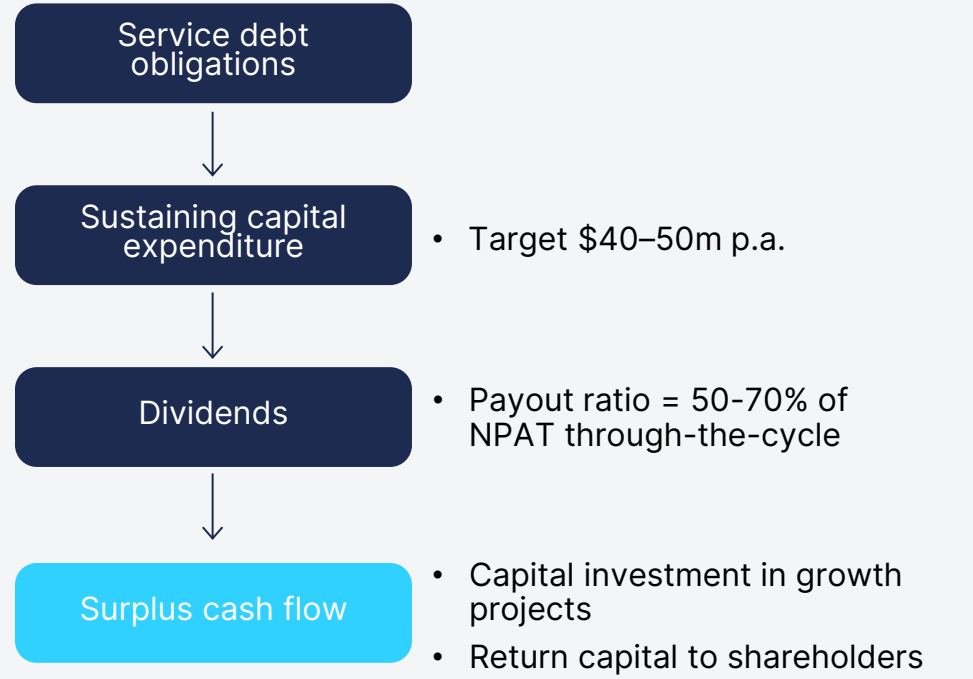 Service debt
obligations
Sustaining capital
expenditure
• Target $40–50m p.a.
Dividends
• Payout ratio = 50-70% of
NPAT through-the-cycle
Surplus cash flow
• Capital investment in growth
projects
• Return capital to shareholders